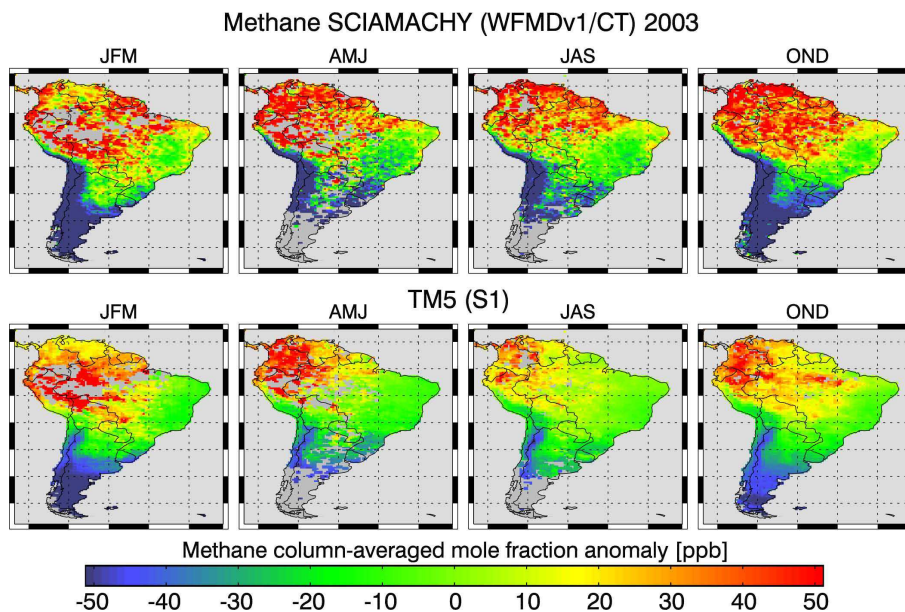 Methane SCIAMACHY (WFMDv1/CT) 2003
JFM AMJ JAS OND
TM5 (S1)
JFM AMJ JAS OND
Methane column-averaged mole fraction anomaly [ppb]
-50 -40 -30 -20 -10 0 10 20 30 40 50